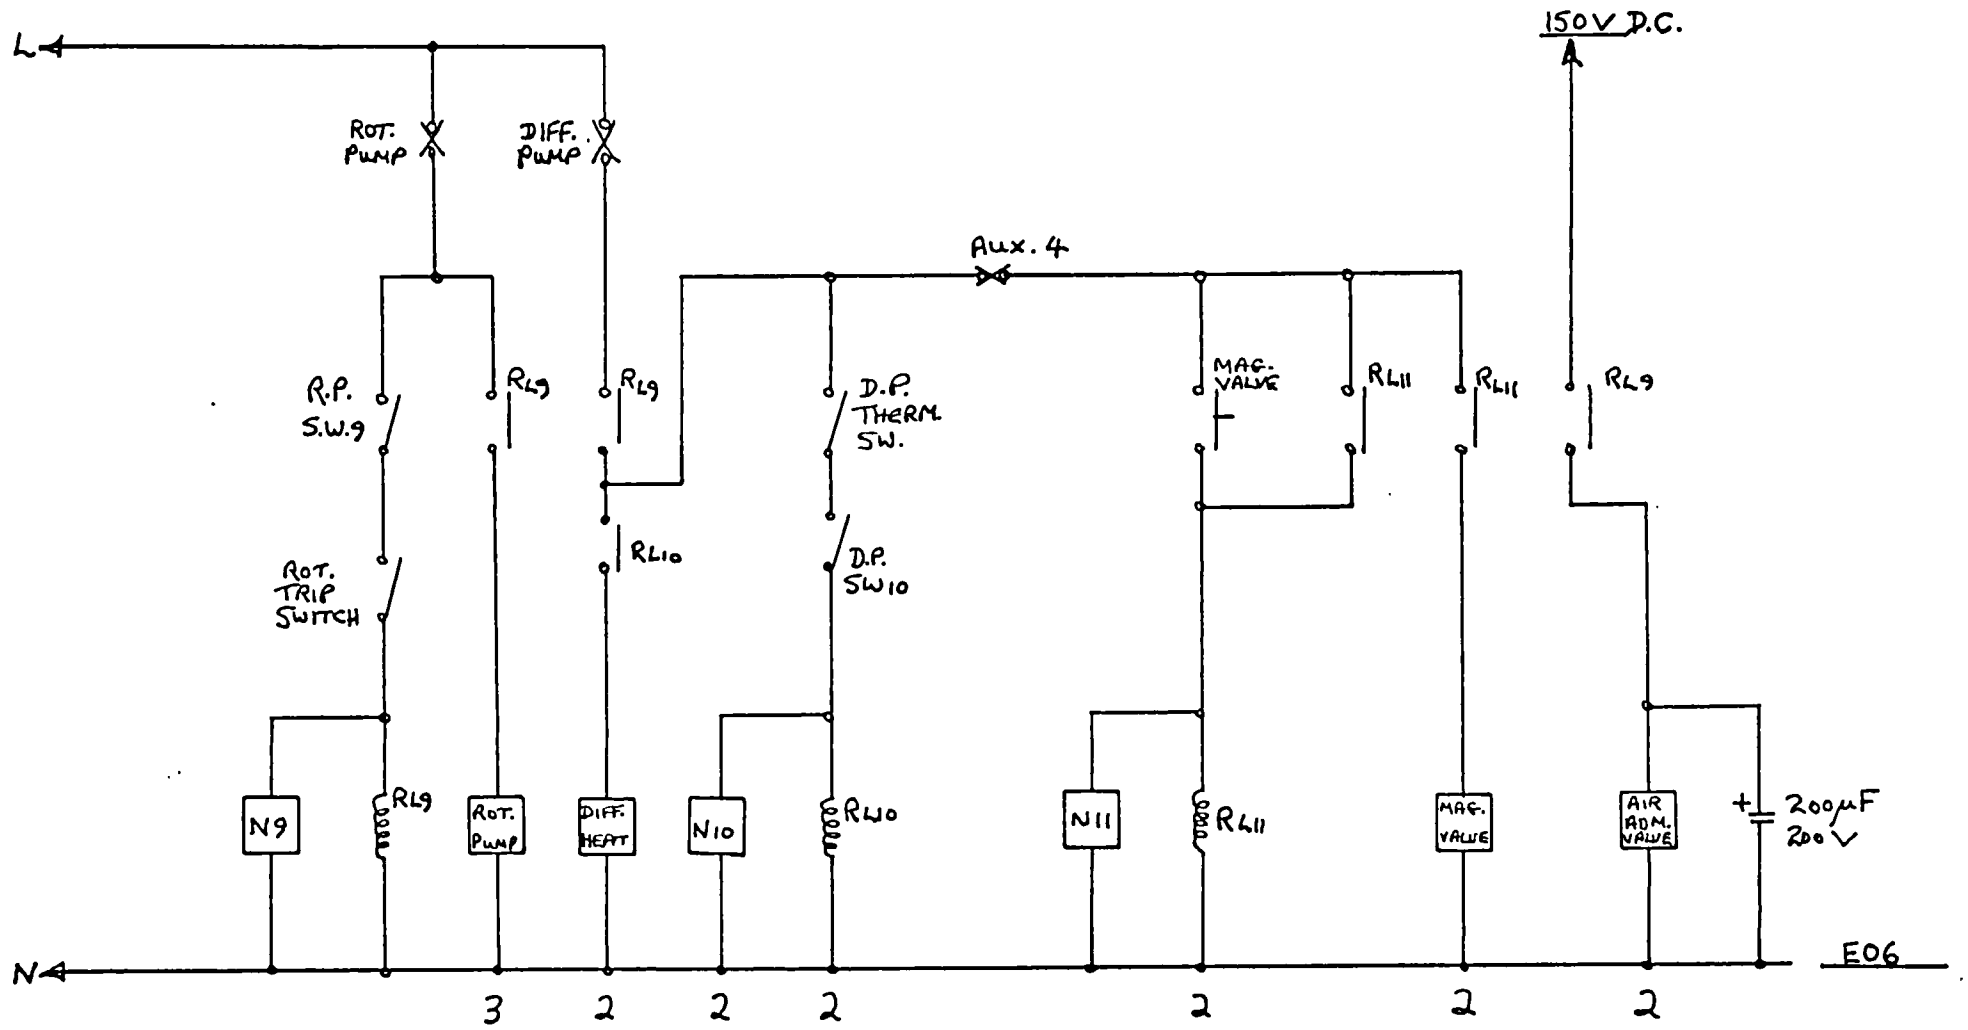 150V D.C.
L
ROT.
PUMP
DIFF.
PUMP
AUX. 4
R.P.
S.W.9
RL9
RL9
D.P.
THERM.
SW.
MAG.
VALVE
RL11
RL11
RL9
ROT.
TRIP
SWITCH
RL10
D.P.
SW10
N9
RL9
ROT.
PUMP
DIFF.
HEAT
N10
RL10
N11
RL11
MAG.
VALVE
AIR
ADM.
VALVE
+
200µF
200V
N
E06
3 2 2 2 2 2 2